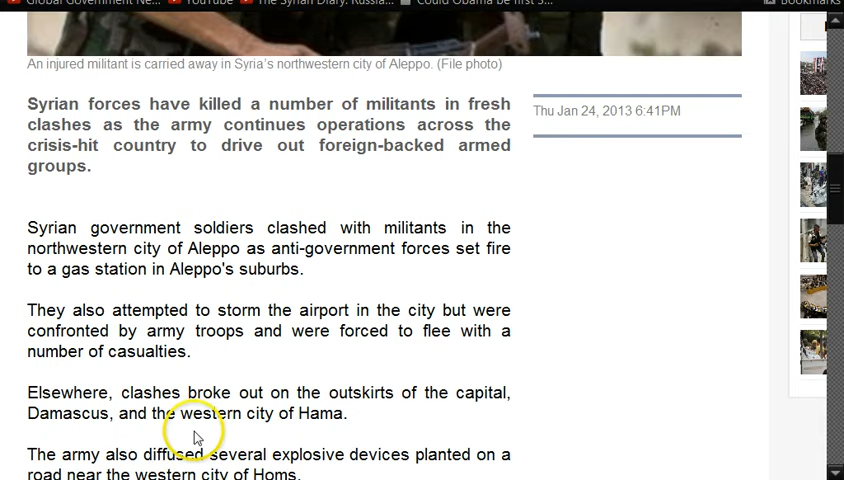 Global Government Ne...
YouTube
The Syrian Diary: Russia...
Could Obama be first S...
Bookmarks
An injured militant is carried away in Syria's northwestern city of Aleppo. (File photo)
Syrian forces have killed a number of militants in fresh
clashes as the army continues operations across the
crisis-hit country to drive out foreign-backed armed
groups.
Thu Jan 24, 2013 6:41PM
Syrian government soldiers clashed with militants in the
northwestern city of Aleppo as anti-government forces set fire
to a gas station in Aleppo's suburbs.
They also attempted to storm the airport in the city but were
confronted by army troops and were forced to flee with a
number of casualties.
Elsewhere, clashes broke out on the outskirts of the capital,
Damascus, and the western city of Hama.
The army also diffused several explosive devices planted on a
road near the western city of Homs.